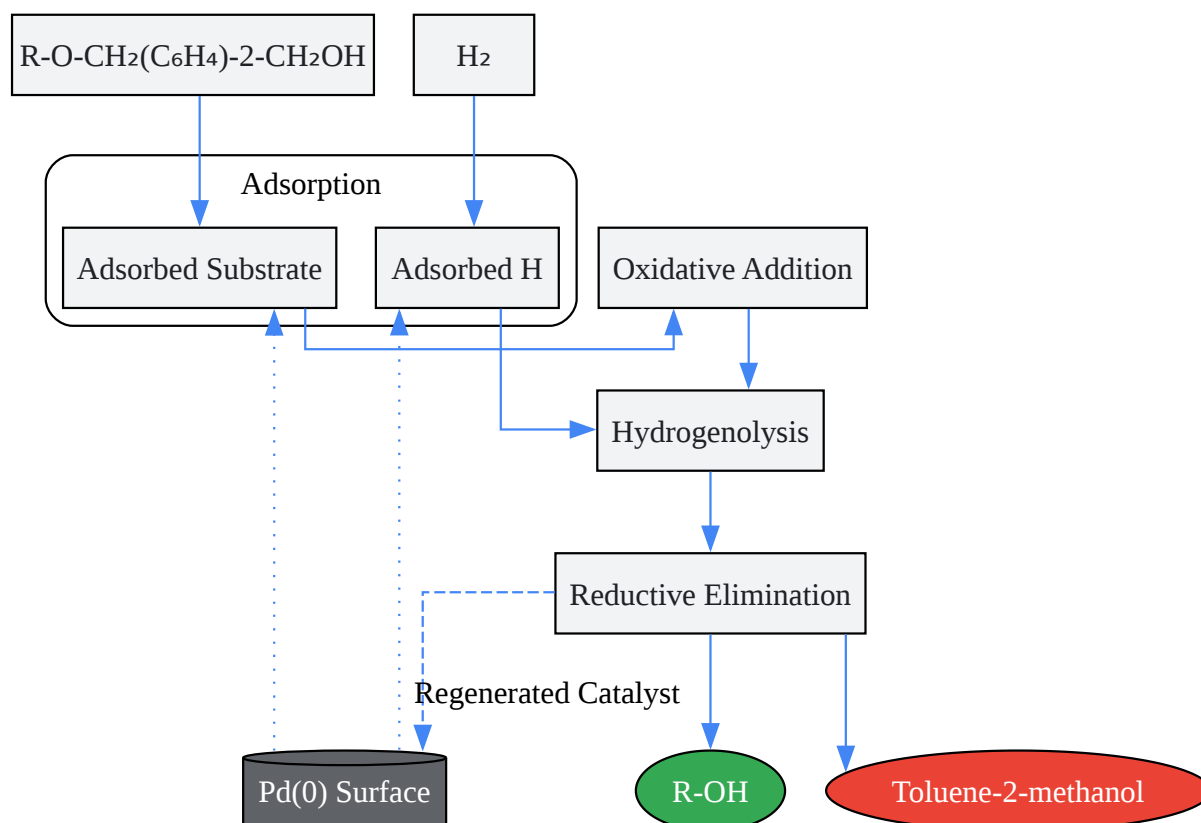 R-O-CH₂(C₆H₄)-2-CH₂OH
H₂
Adsorption
Adsorbed Substrate
Adsorbed H
Oxidative Addition
Hydrogenolysis
Reductive Elimination
Regenerated Catalyst
Pd(0) Surface
R-OH
Toluene-2-methanol